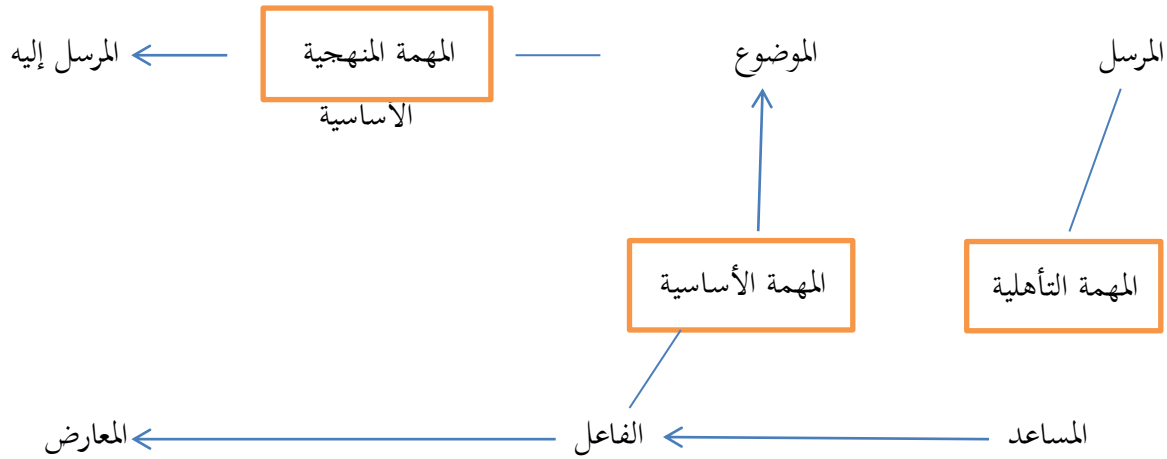 المرسل
الموضوع
المهمة المنهجية
الأساسية
المرسل إليه
المهمة التأهلية
المهمة الأساسية
المساعد
الفاعل
المعارض